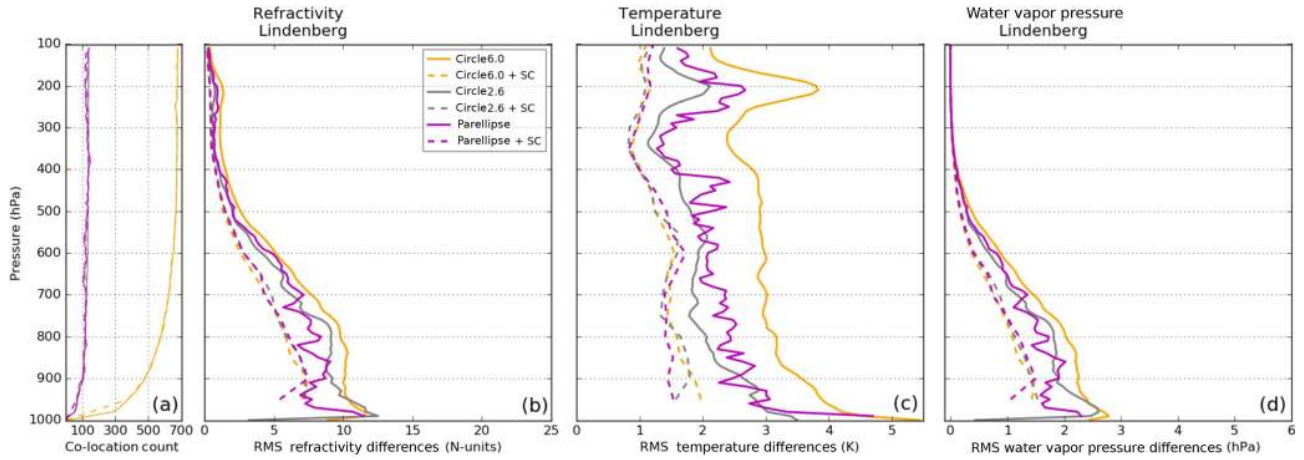 Refractivity
Lindenberg
Temperature
Lindenberg
Water vapor pressure
Lindenberg
Pressure (hPa)
100
200
300
400
500
600
700
800
900
1000
100 300 500 700
Co-location count
(a)
Circle6.0
Circle6.0 + SC
Circle2.6
Circle2.6 + SC
Parellipse
Parellipse + SC
(b)
0 5 10 15 20 25
RMS refractivity differences (N-units)
(c)
0 1 2 3 4 5
RMS temperature differences (K)
(d)
0 1 2 3 4 5 6
RMS water vapor pressure differences (hPa)